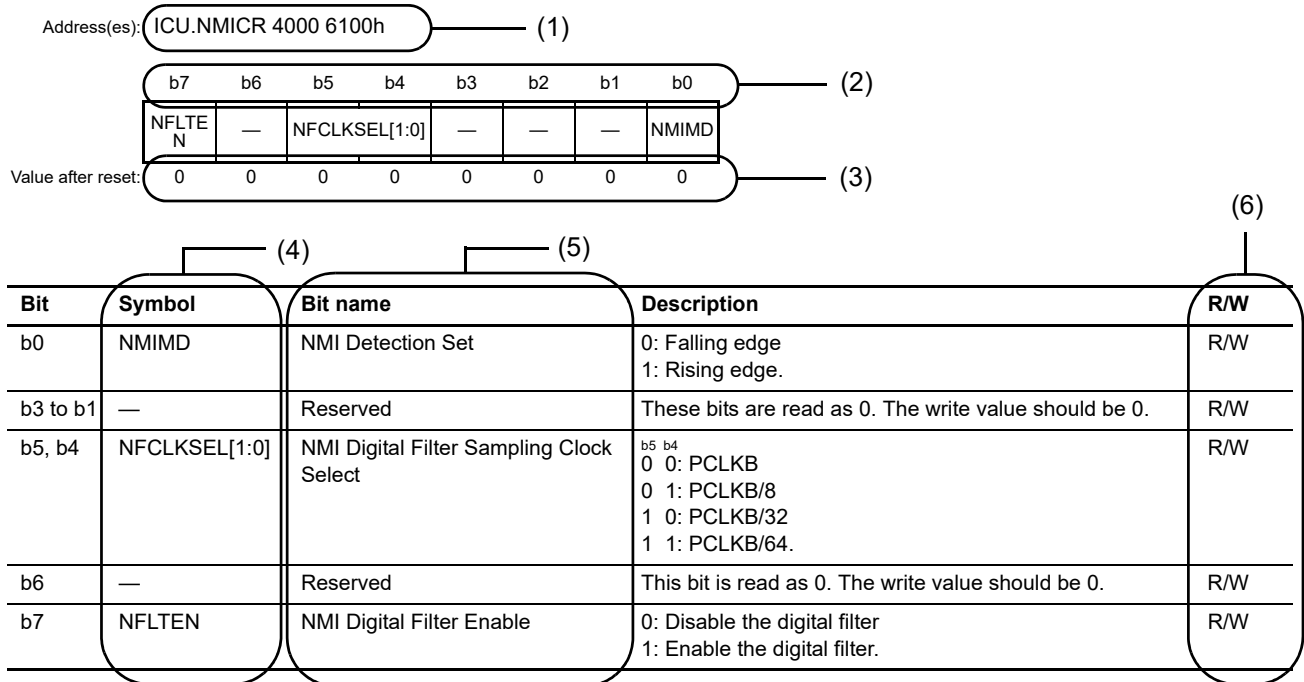 Address(es): ICU.NMICR 4000 6100h (1)
b7 b6 b5 b4 b3 b2 b1 b0 (2)
NFLTE
N — NFCLKSEL[1:0] — — — NMIMD
Value after reset: 0 0 0 0 0 0 0 0 (3)
(6)
(4) (5)
Bit Symbol Bit name Description R/W
b0 NMIMD NMI Detection Set 0: Falling edge R/W
1: Rising edge.
b3 to b1 — Reserved These bits are read as 0. The write value should be 0. R/W
b5, b4 NFCLKSEL[1:0] NMI Digital Filter Sampling Clock b5 b4 R/W
Select 0 0: PCLKB
0 1: PCLKB/8
1 0: PCLKB/32
1 1: PCLKB/64.
b6 — Reserved This bit is read as 0. The write value should be 0. R/W
b7 NFLTEN NMI Digital Filter Enable 0: Disable the digital filter R/W
1: Enable the digital filter.